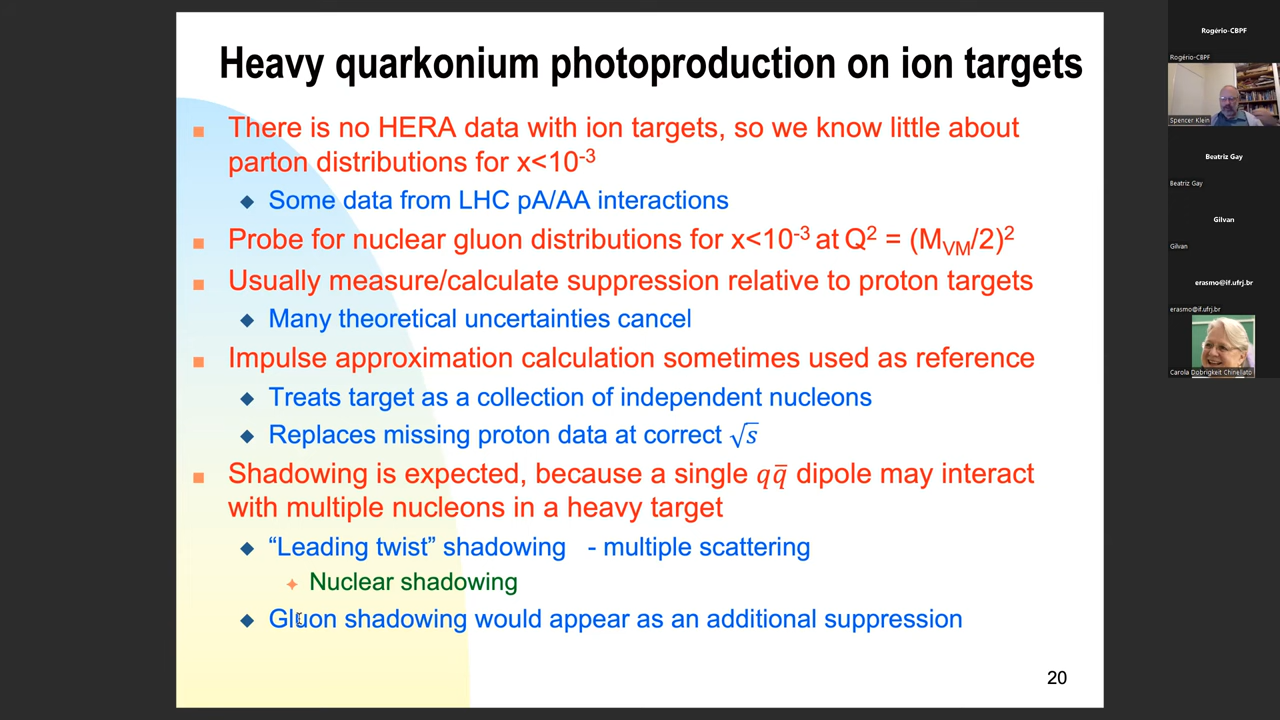 Heavy quarkonium photoproduction on ion targets
There is no HERA data with ion targets, so we know little about
parton distributions for x<10⁻³
Some data from LHC pA/AA interactions
Probe for nuclear gluon distributions for x<10⁻³ at Q² = (M_VM/2)²
Usually measure/calculate suppression relative to proton targets
Many theoretical uncertainties cancel
Impulse approximation calculation sometimes used as reference
Treats target as a collection of independent nucleons
Replaces missing proton data at correct √s
Shadowing is expected, because a single qq̄ dipole may interact
with multiple nucleons in a heavy target
“Leading twist” shadowing - multiple scattering
Nuclear shadowing
Gluon shadowing would appear as an additional suppression
20
Rogério-CBPF
Rogério-CBPF
Spencer Klein
Beatriz Gay
Beatriz Gay
Gilvan
Gilvan
erasmo@if.ufrj.br
erasmo@if.ufrj.br
Carola Dobrigkeit Chinellato